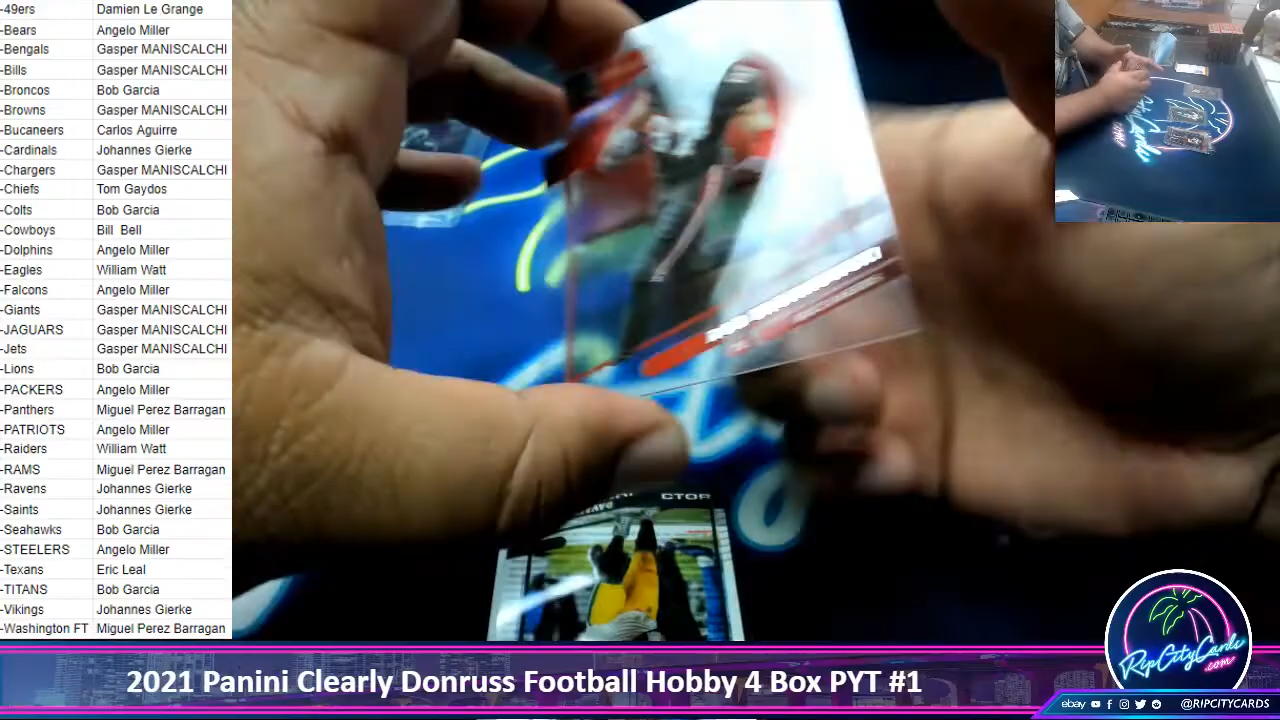 -49ers Damien Le Grange
-Bears Angelo Miller
-Bengals Gasper MANISCALCHI
-Bills Gasper MANISCALCHI
-Broncos Bob Garcia
-Browns Gasper MANISCALCHI
-Bucaneers Carlos Aguirre
-Cardinals Johannes Gierke
-Chargers Gasper MANISCALCHI
-Chiefs Tom Gaydos
-Colts Bob Garcia
-Cowboys Bill Bell
-Dolphins Angelo Miller
-Eagles William Watt
-Falcons Angelo Miller
-Giants Gasper MANISCALCHI
-JAGUARS Gasper MANISCALCHI
-Jets Gasper MANISCALCHI
-Lions Bob Garcia
-PACKERS Angelo Miller
-Panthers Miguel Perez Barragan
-PATRIOTS Angelo Miller
-Raiders William Watt
-RAMS Miguel Perez Barragan
-Ravens Johannes Gierke
-Saints Johannes Gierke
-Seahawks Bob Garcia
-STEELERS Angelo Miller
-Texans Eric Leal
-TITANS Bob Garcia
-Vikings Johannes Gierke
-Washington FT Miguel Perez Barragan
2021 Panini Clearly Donruss Football Hobby 4 Box PYT #1
RipCityCards
.com
ebay @RIPCITYCARDS